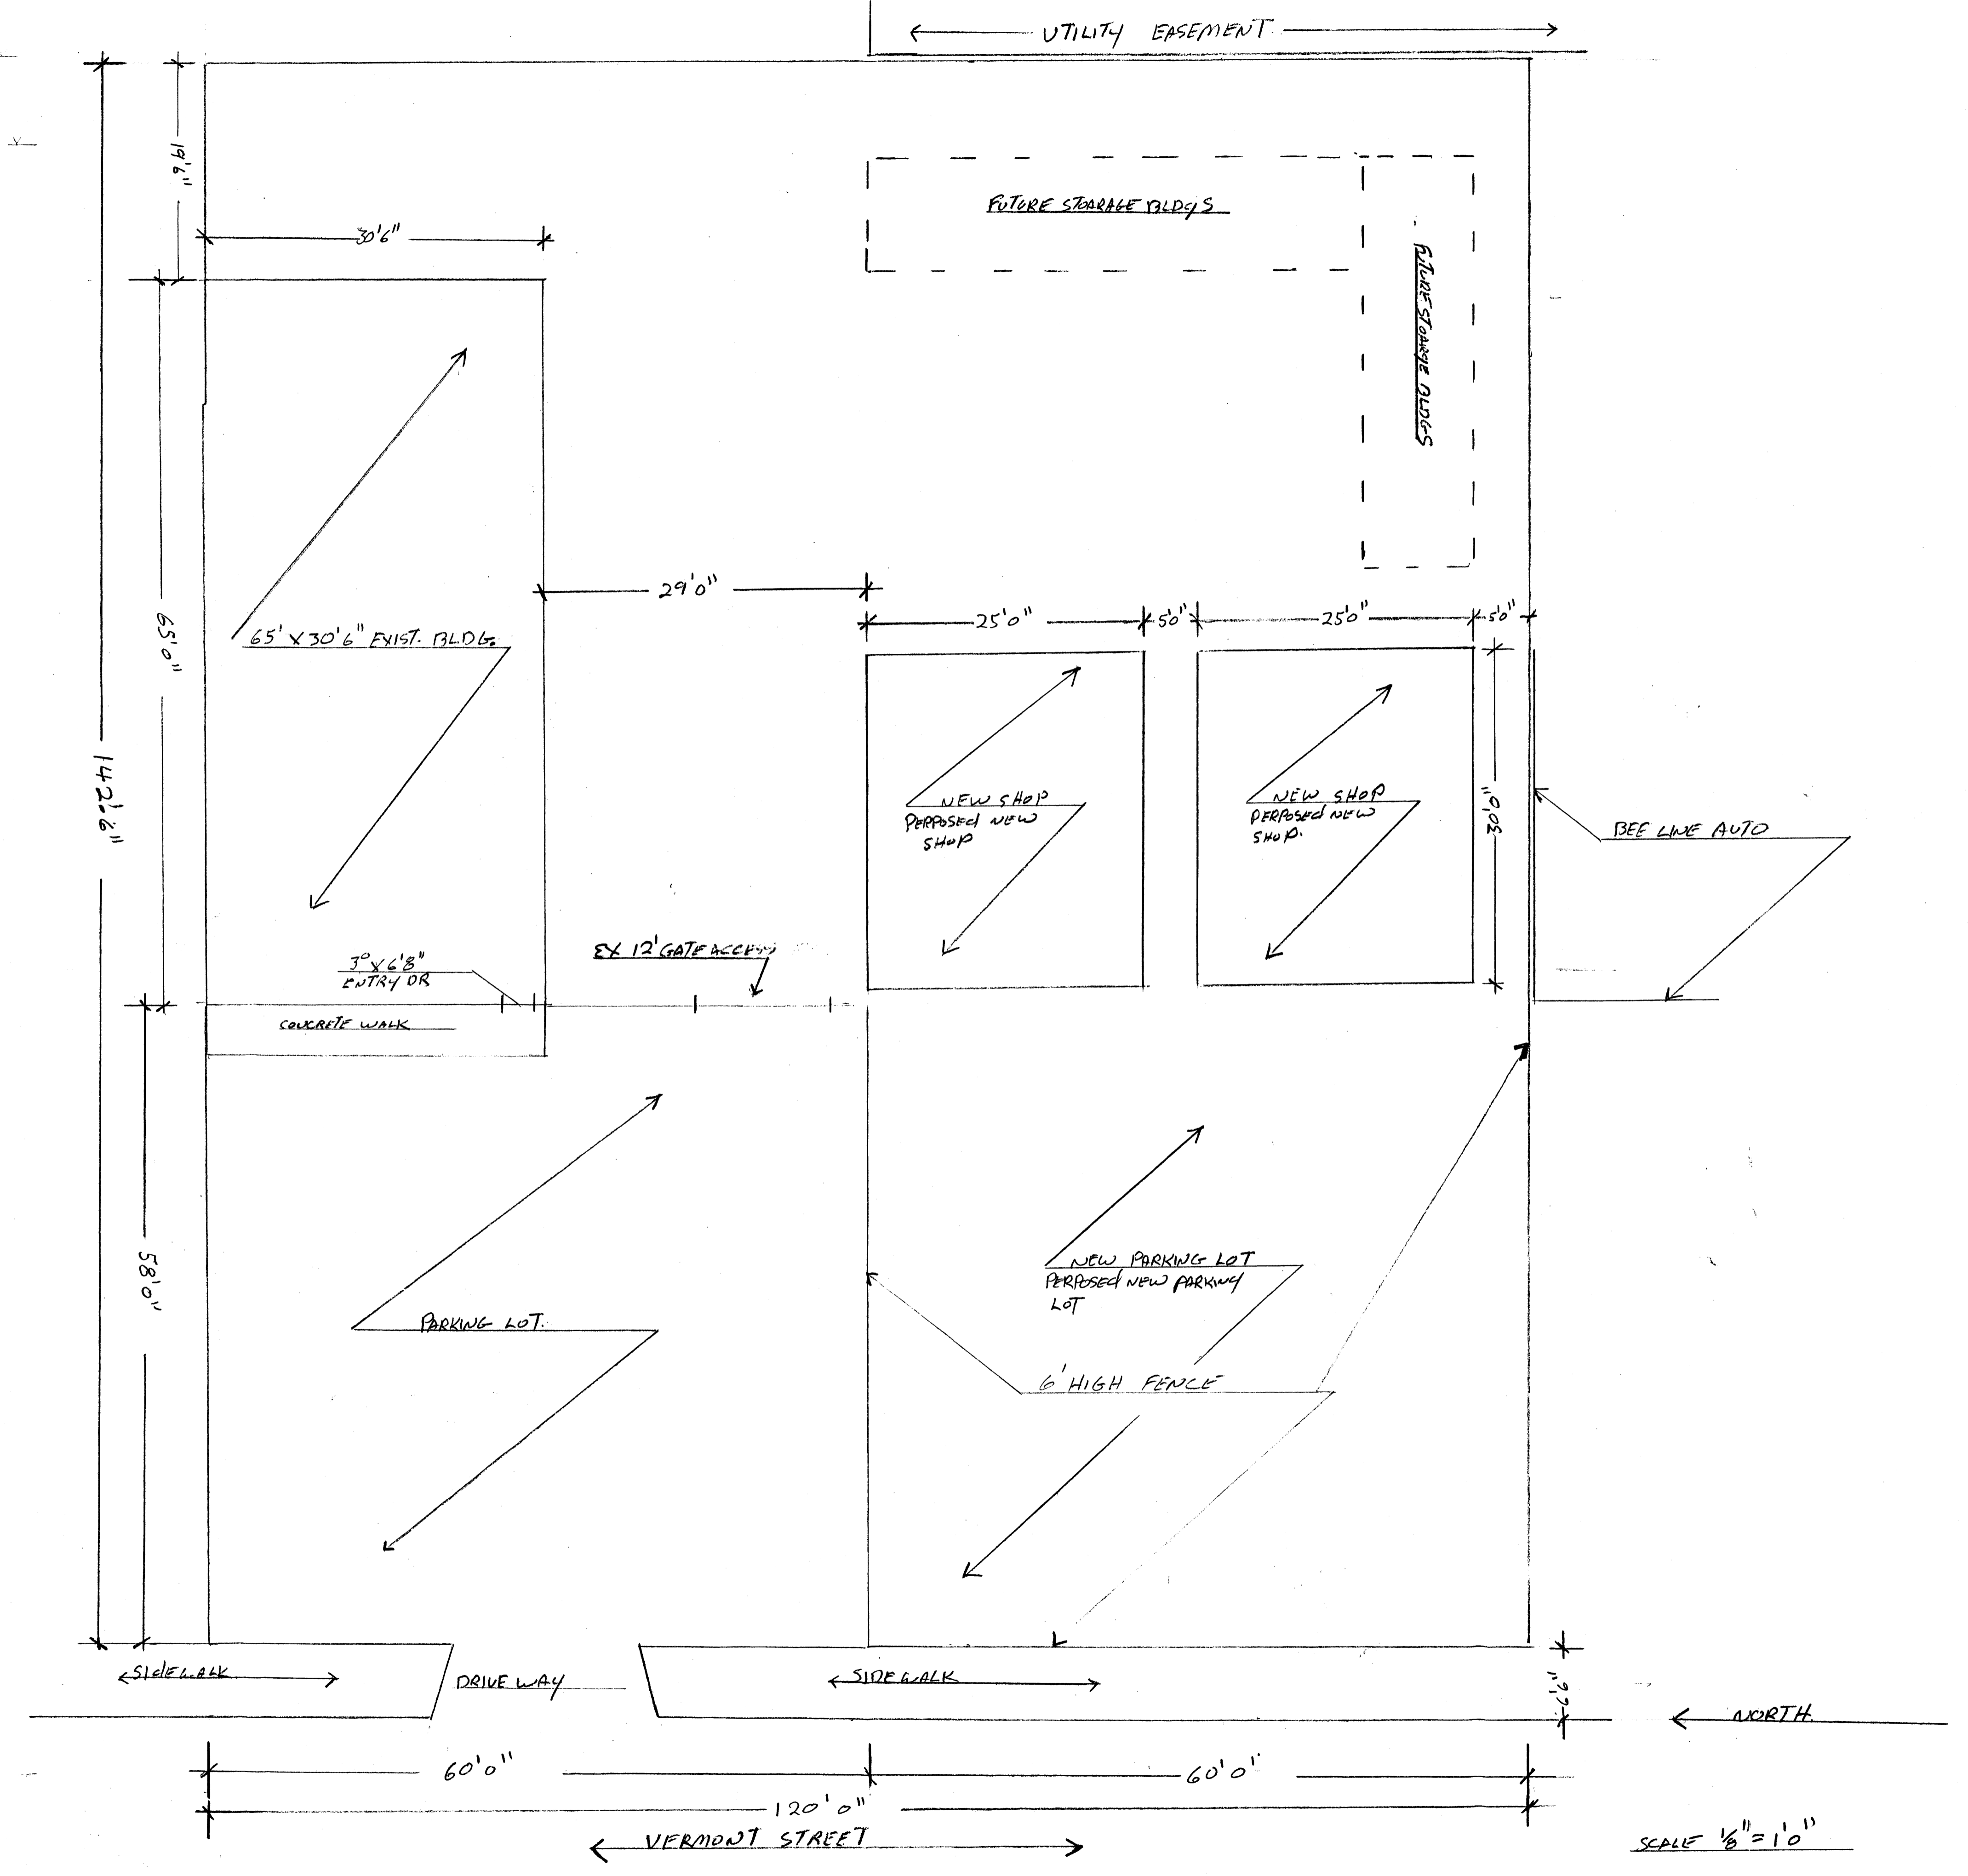 UTILITY EASEMENT.
19'6"
FUTURE STOARAGE BLDGS
30'6"
FUTURE STOARGE BLDGS
29'0"
25'0"
5'0"
25'0"
5'0"
65'0"
65' X 30'6" EXIST. BLDG.
142'6"
NEW SHOP
PERPOSEd NEW
SHOP
NEW SHOP
PERPOSEd NEW
SHOP.
30'0"
BEE LINE AUTO
EX 12' GATE ACCESS
3⁰ X 6'8"
ENTRY DR
CONCRETE WALK
58'0"
NEW PARKING LOT
PERPOSEd NEW PARKING
LOT
PARKING LOT.
6' HIGH FENCE
SIdEWALK
DRIVE WAY
SIDEWALK
6'6"
NORTH.
60'0"
60'0"
120'0"
VERMONT STREET
SCALE 1/8" = 1'0"